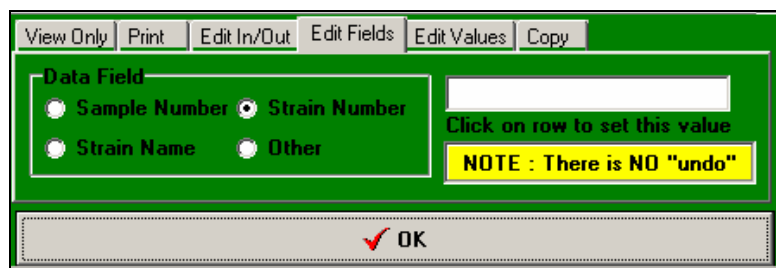 View Only Print Edit In/Out Edit Fields Edit Values Copy
Data Field
Sample Number Strain Number
Strain Name Other
Click on row to set this value
NOTE : There is NO "undo"
OK